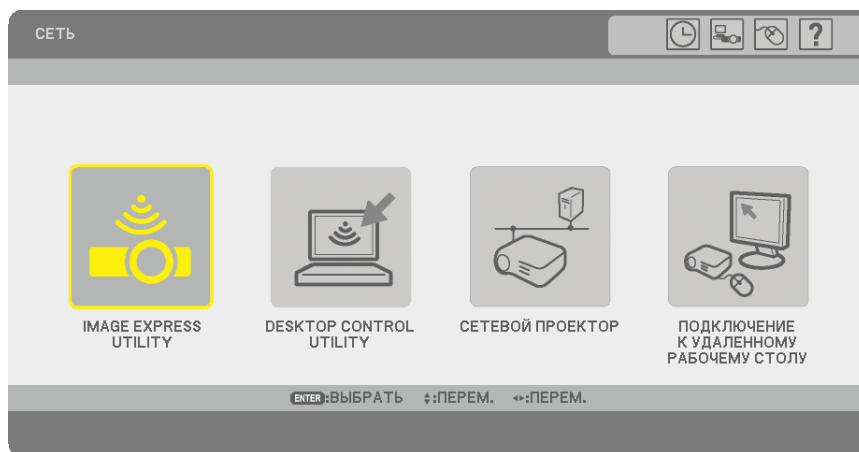 СЕТЬ
?
IMAGE EXPRESS
UTILITY
DESKTOP CONTROL
UTILITY
СЕТЕВОЙ ПРОЕКТОР
ПОДКЛЮЧЕНИЕ
К УДАЛЕННОМУ
РАБОЧЕМУ СТОЛУ
ENTER:ВЫБРАТЬ :ПЕРЕМ. :ПЕРЕМ.